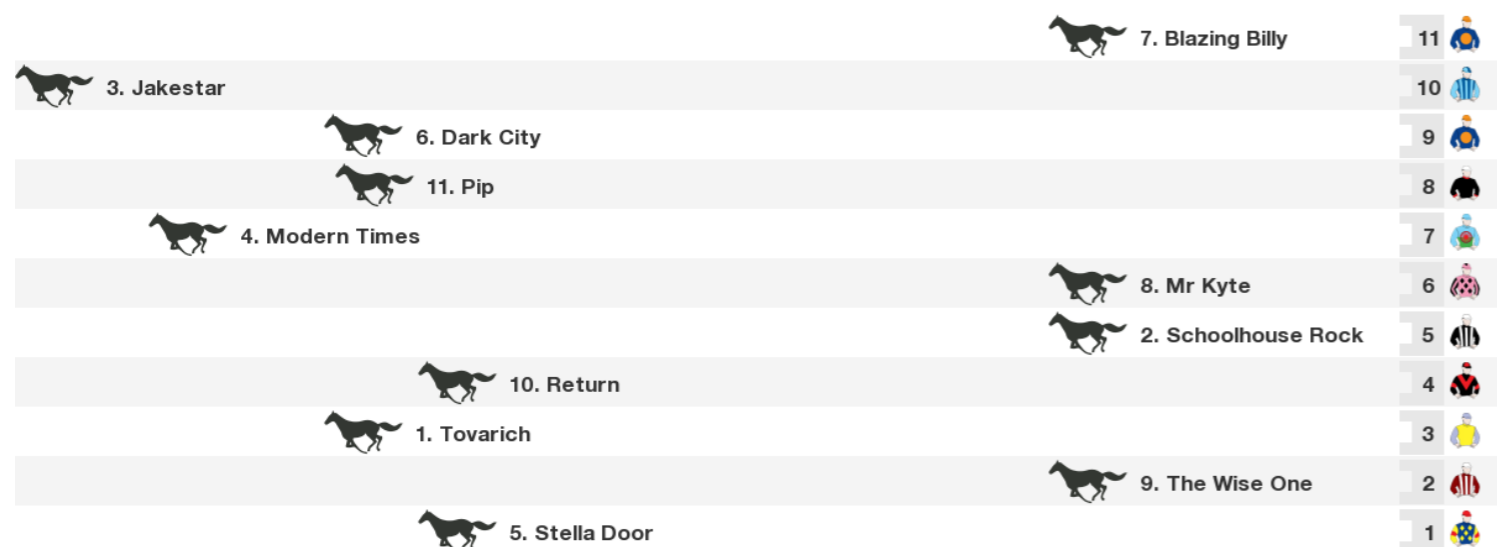 7. Blazing Billy 11
3. Jakestar 10
6. Dark City 9
11. Pip 8
4. Modern Times 7
8. Mr Kyte 6
2. Schoolhouse Rock 5
10. Return 4
1. Tovarich 3
9. The Wise One 2
5. Stella Door 1